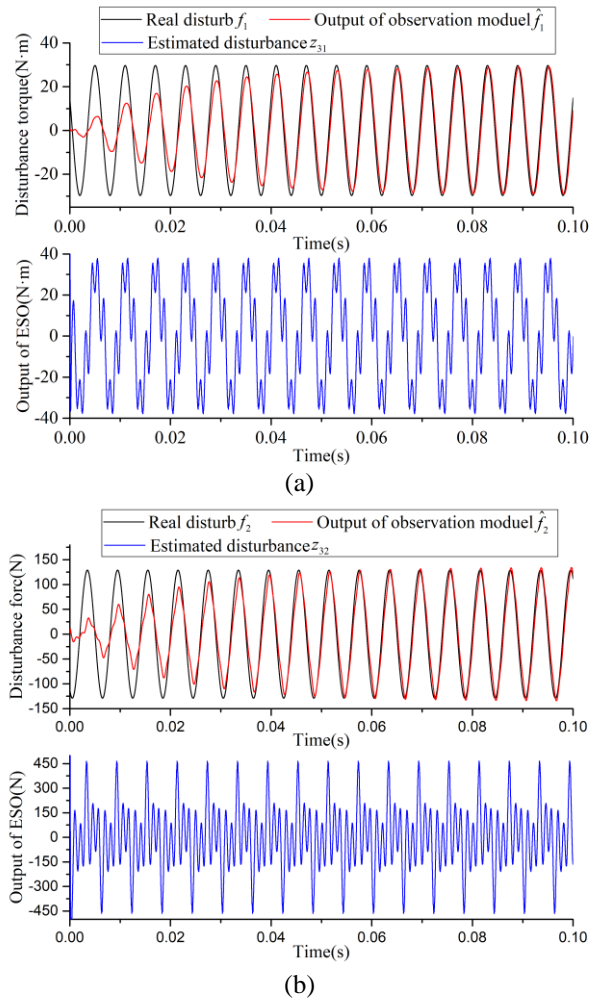 Real disturb f₁ Output of observation moduel f̂₁
Estimated disturbance z₃₁
Disturbance torque(N·m)
40
20
0
-20
0.00 0.02 0.04 0.06 0.08 0.10
Time(s)
Output of ESO(N·m)
40
20
0
-20
-40
0.00 0.02 0.04 0.06 0.08 0.10
Time(s)
(a)
Real disturb f₂ Output of observation moduel f̂₂
Estimated disturbance z₃₂
Disturbance forc(N)
150
100
50
0
-50
-100
-150
0.00 0.02 0.04 0.06 0.08 0.10
Time(s)
Output of ESO(N)
450
300
150
0
-150
-300
-450
0.00 0.02 0.04 0.06 0.08 0.10
Time(s)
(b)